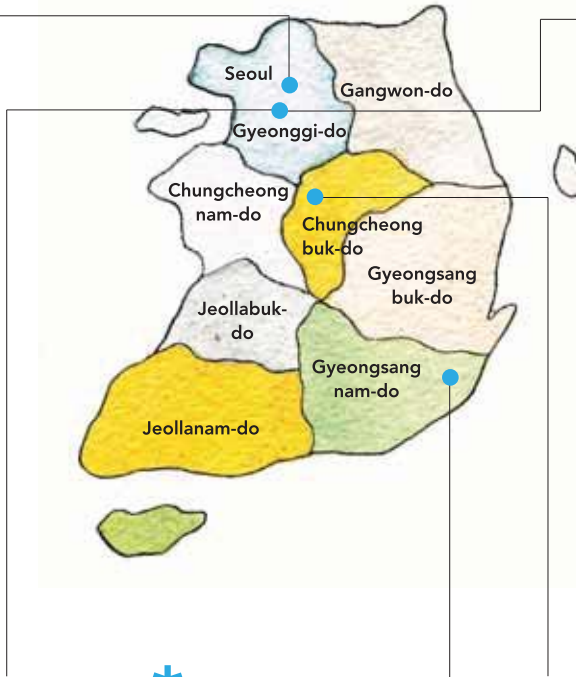 Seoul
Gangwon-do
Gyeonggi-do
Chungcheong
nam-do
Chungcheong
buk-do
Gyeongsang
buk-do
Jeollabuk-
do
Gyeongsang
nam-do
Jeollanam-do
*